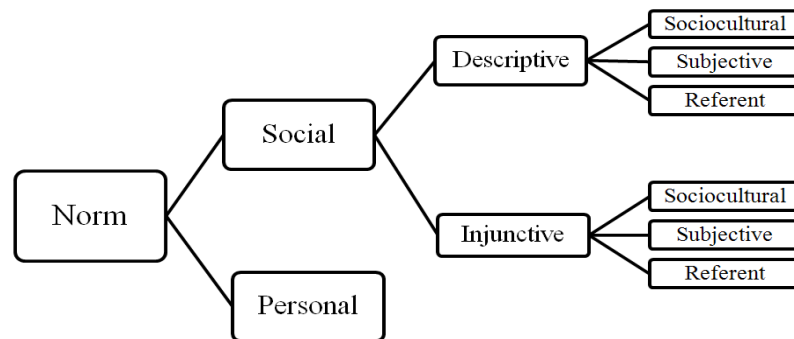 Norm
Social
Personal
Descriptive
Injunctive
Sociocultural
Subjective
Referent
Sociocultural
Subjective
Referent